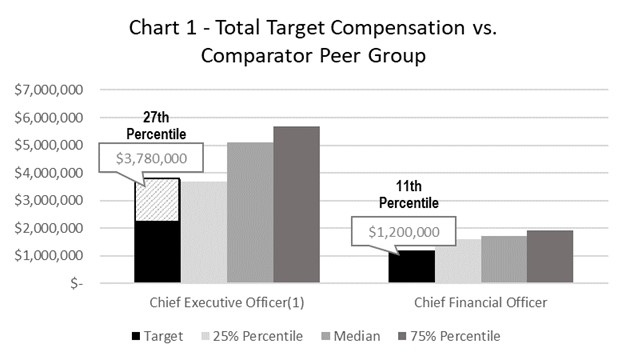 Chart 1 - Total Target Compensation vs.
Comparator Peer Group
$7,000,000
$6,000,000
$5,000,000
$4,000,000
$3,000,000
$2,000,000
$1,000,000
$-
27th
Percentile
$3,780,000
11th
Percentile
$1,200,000
Chief Executive Officer(1)
Chief Financial Officer
Target
25% Percentile
Median
75% Percentile